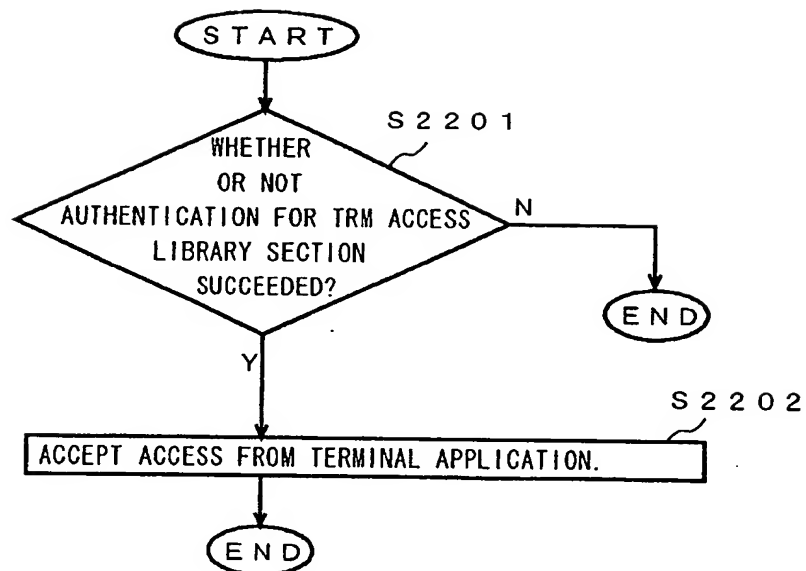 START
S2201
WHETHER
OR NOT
AUTHENTICATION FOR TRM ACCESS
LIBRARY SECTION
SUCCEEDED?
N
END
Y
S2202
ACCEPT ACCESS FROM TERMINAL APPLICATION.
END